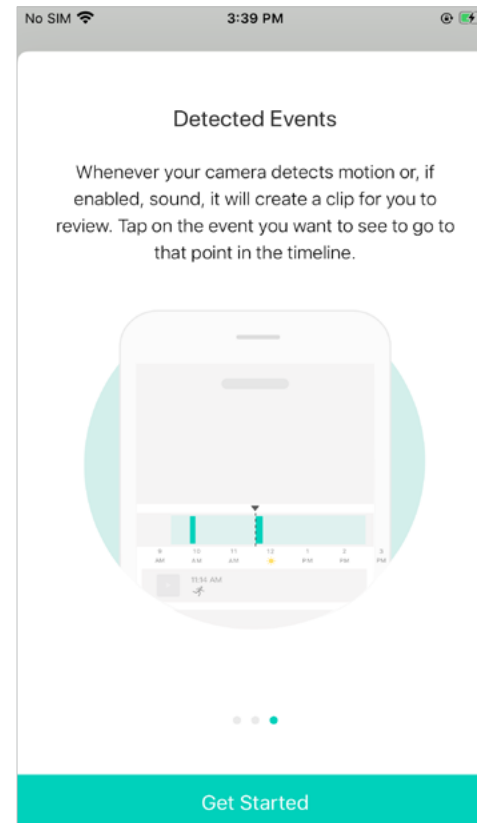 No SIM 3:39 PM
Detected Events
Whenever your camera detects motion or, if
enabled, sound, it will create a clip for you to
review. Tap on the event you want to see to go to
that point in the timeline.
9 10 11 12 1 2 3
AM AM AM PM PM PM
11:14 AM
Get Started